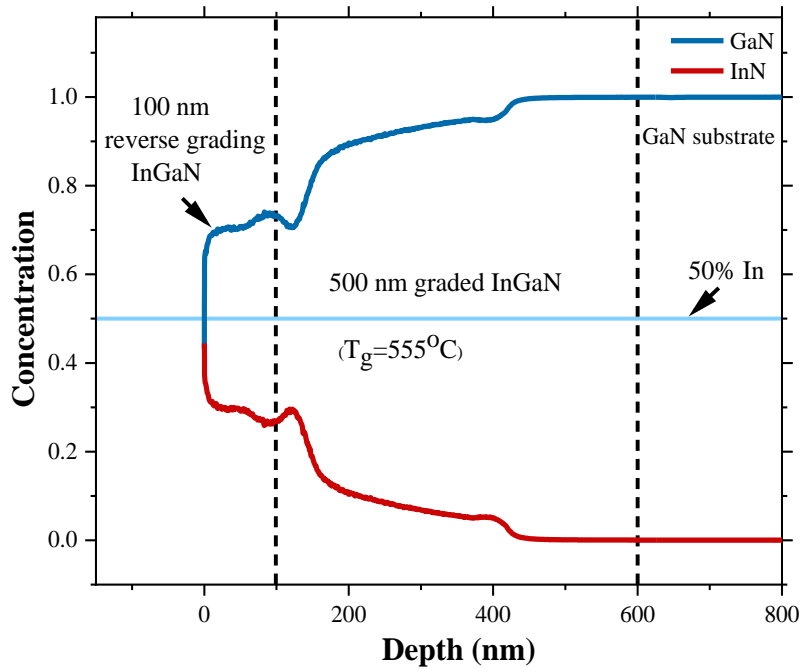 GaN
InN
100 nm
reverse grading
InGaN
GaN substrate
50% In
500 nm graded InGaN
(Tg=555°C)
Concentration
1.0
0.8
0.6
0.4
0.2
0.0
0
200
400
600
800
Depth (nm)